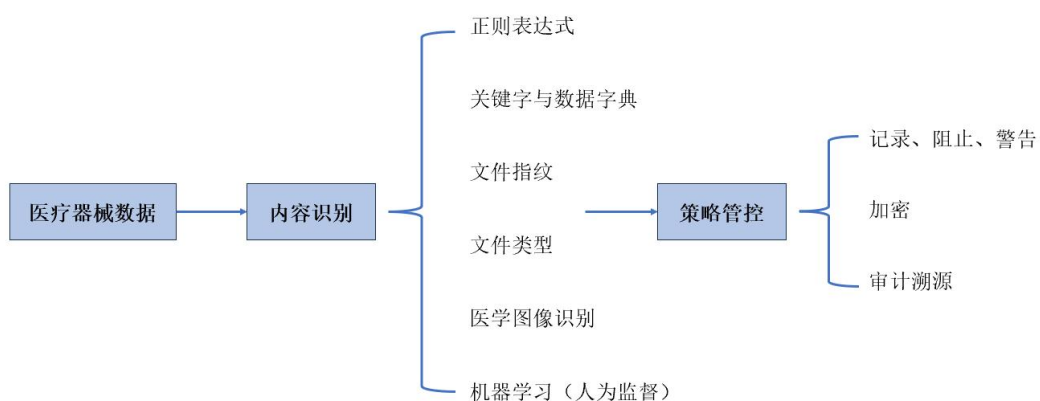 医疗器械数据
内容识别
正则表达式
关键字与数据字典
文件指纹
文件类型
医学图像识别
机器学习（人为监督）
策略管控
记录、阻止、警告
加密
审计溯源